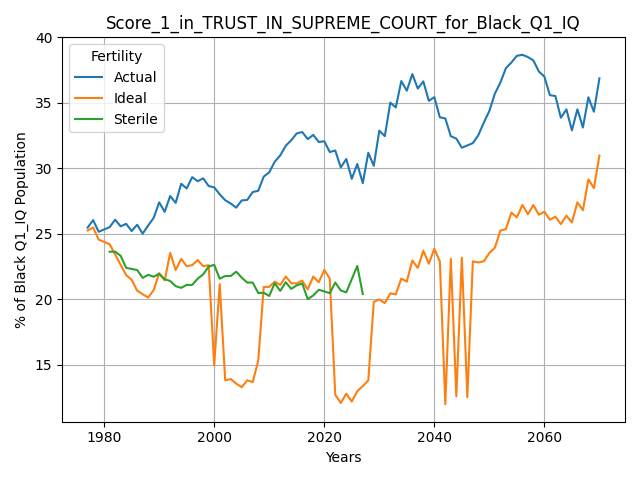 Score_1_in_TRUST_IN_SUPREME_COURT_for_Black_Q1_IQ
Fertility
Actual
Ideal
Sterile
% of Black Q1_IQ Population
40
35
30
25
20
15
1980
2000
2020
2040
2060
Years